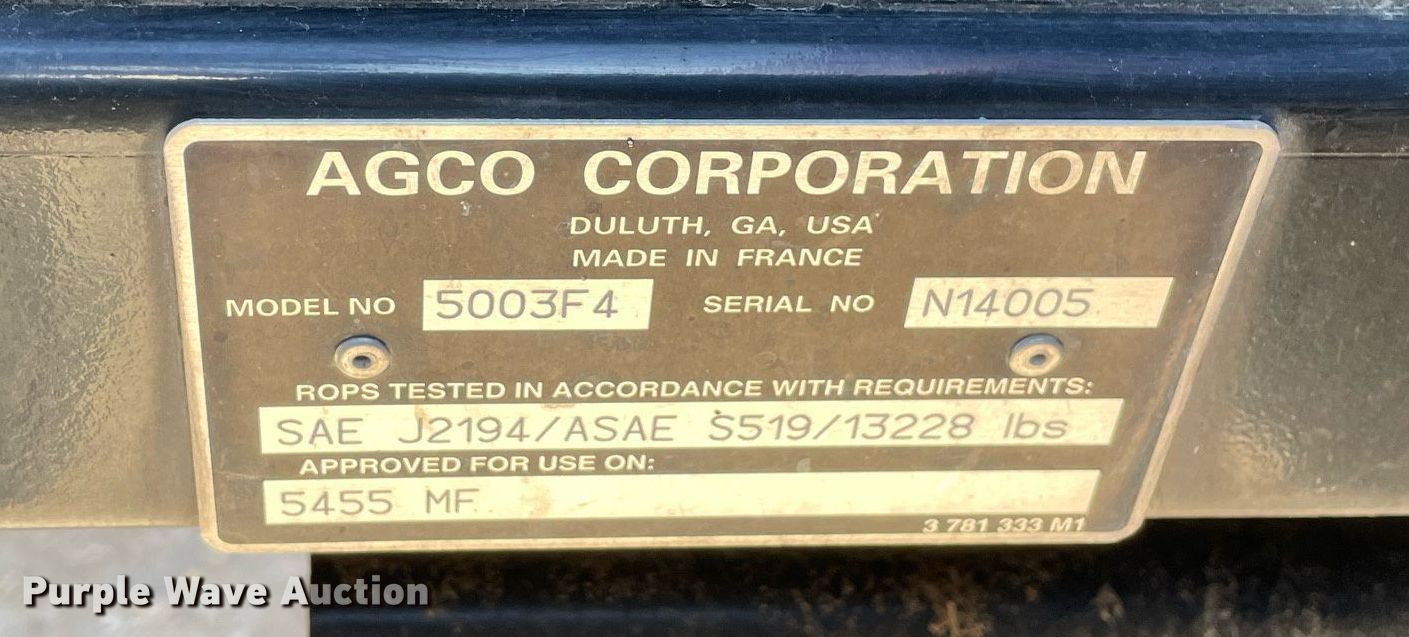 AGCO CORPORATION
DULUTH, GA, USA
MADE IN FRANCE
MODEL NO 5003F4 SERIAL NO N14005
ROPS TESTED IN ACCORDANCE WITH REQUIREMENTS:
SAE J2194/ASAE S519/13228 lbs
APPROVED FOR USE ON:
5455 MF
3 781 333 M1
Purple Wave Auction